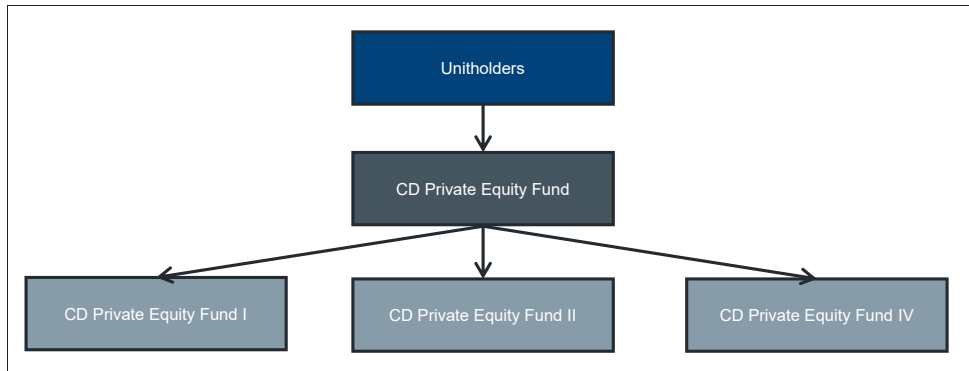 Unitholders
CD Private Equity Fund
CD Private Equity Fund I
CD Private Equity Fund II
CD Private Equity Fund IV